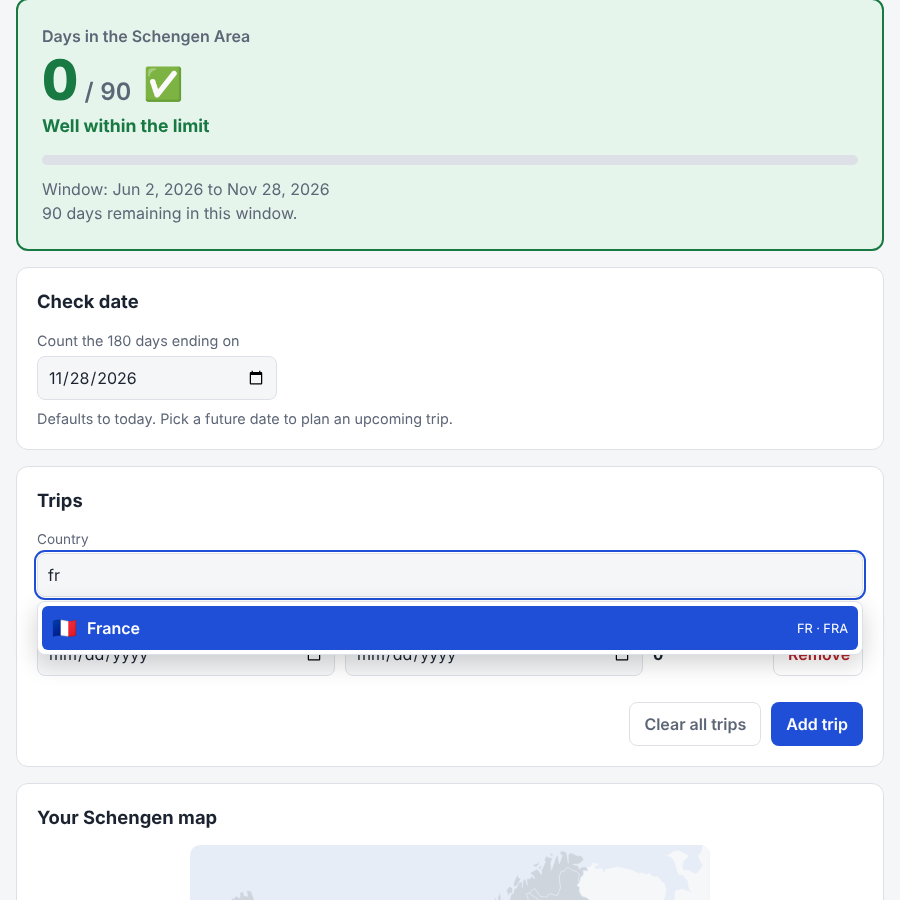 Days in the Schengen Area
0 / 90 ✅
Well within the limit
Window: Jun 2, 2026 to Nov 28, 2026
90 days remaining in this window.
Check date
Count the 180 days ending on
11/28/2026
Defaults to today. Pick a future date to plan an upcoming trip.
Trips
Country
fr
🇫🇷 France FR · FRA
mm/dd/yyyy mm/dd/yyyy 0 Remove
Clear all trips Add trip
Your Schengen map